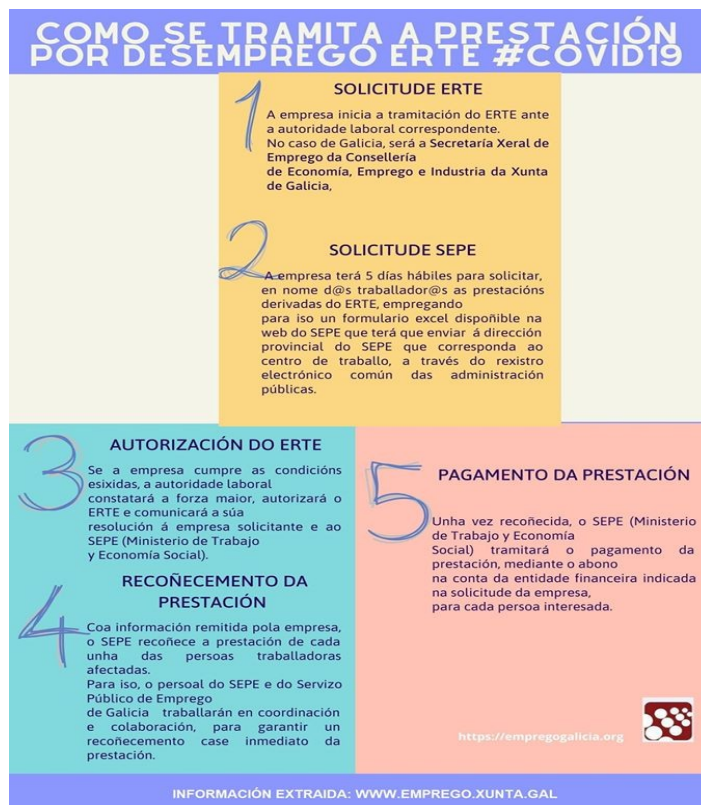 COMO SE TRAMITA A PRESTACIÓN
POR DESEMPREGO ERTE #COVID19
1
SOLICITUDE ERTE
A empresa inicia a tramitación do ERTE ante
a autoridade laboral correspondente.
No caso de Galicia, será a Secretaría Xeral de
Emprego da Consellería
de Economía, Emprego e Industria da Xunta
de Galicia,
2
SOLICITUDE SEPE
A empresa terá 5 días hábiles para solicitar,
en nome d@s traballador@s as prestacións
derivadas do ERTE, empregando
para iso un formulario excel dispoñible na
web do SEPE que terá que enviar á dirección
provincial do SEPE que corresponda ao
centro de traballo, a través do rexistro
electrónico común das administración
públicas.
3
AUTORIZACIÓN DO ERTE
Se a empresa cumpre as condicións
esixidas, a autoridade laboral
constatará a forza maior, autorizará o
ERTE e comunicará a súa
resolución á empresa solicitante e ao
SEPE (Ministerio de Trabajo
y Economía Social).
4
RECOÑECEMENTO DA
PRESTACIÓN
Coa información remitida pola empresa,
o SEPE recoñece a prestación de cada
unha das persoas traballadoras
afectadas.
Para iso, o persoal do SEPE e do Servizo
Público de Emprego
de Galicia traballarán en coordinación
e colaboración, para garantir un
recoñecemento case inmediato da
prestación.
5
PAGAMENTO DA PRESTACIÓN
Unha vez recoñecida, o SEPE (Ministerio
de Trabajo y Economía
Social) tramitará o pagamento da
prestación, mediante o abono
na conta da entidade financeira indicada
na solicitude da empresa,
para cada persoa interesada.
https://empregogalicia.org
INFORMACIÓN EXTRAIDA: WWW.EMPREGO.XUNTA.GAL